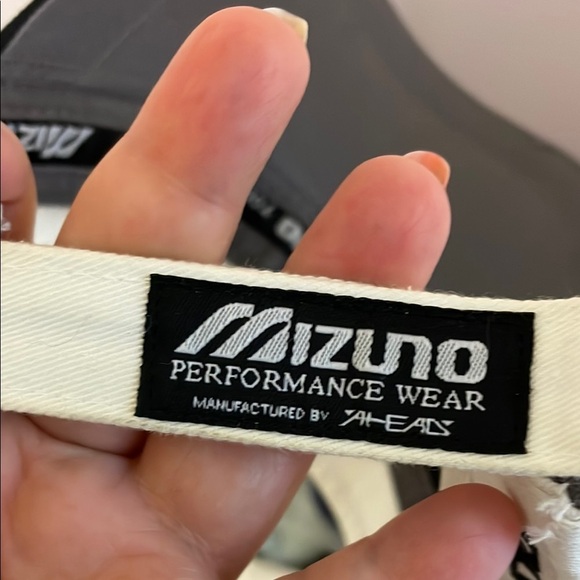 MIZUNO
PERFORMANCE WEAR
MANUFACTURED BY AHEAD